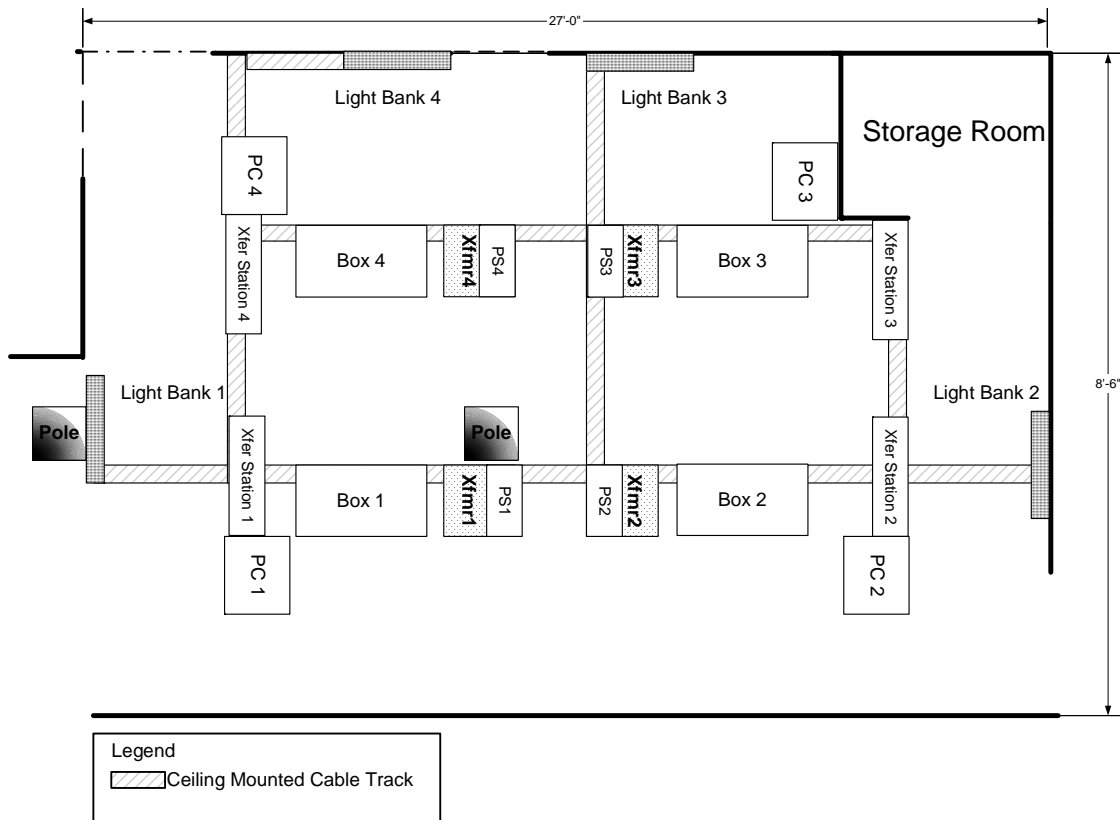 27'-0"
Light Bank 4
Light Bank 3
Storage Room
PC 4
PC 3
Xfer Station 4
Box 4
Xfmr4
PS4
PS3
Xfmr3
Box 3
Xfer Station 3
8'-6"
Light Bank 1
Light Bank 2
Pole
Pole
Xfer Station 1
Box 1
Xfmr1
PS1
PS2
Xfmr2
Box 2
Xfer Station 2
PC 1
PC 2
Legend
Ceiling Mounted Cable Track